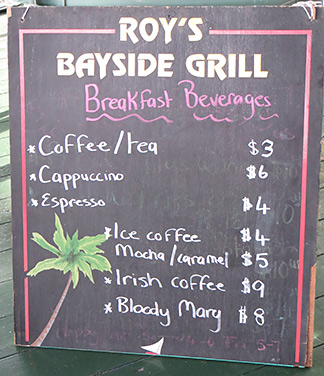 ROY'S
BAYSIDE GRILL
Breakfast Beverages
*Coffee/tea $3
*Cappuccino $6
*Espresso $4
*Ice coffee $4
Mocha/caramel $5
*Irish coffee $9
*Bloody Mary $8